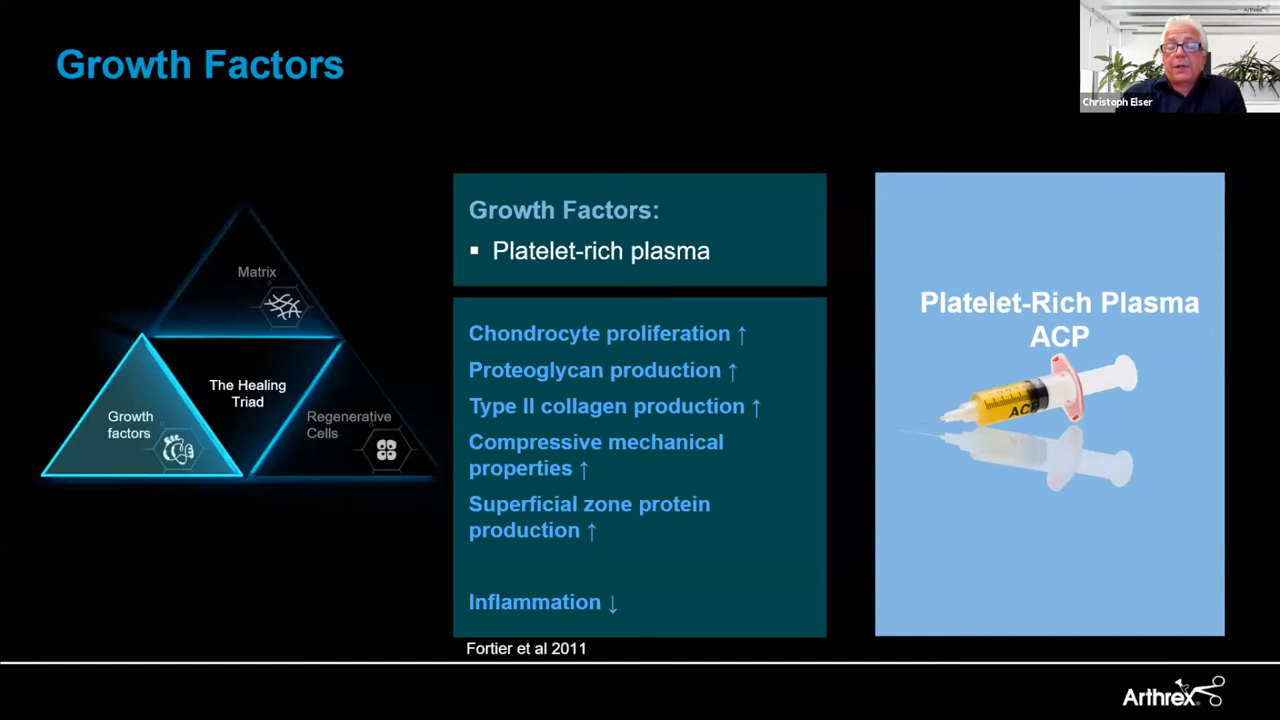 Growth Factors
Arthrex
Christoph Elser
Matrix
The Healing
Triad
Growth
factors
Regenerative
Cells
Growth Factors:
▪ Platelet-rich plasma
Chondrocyte proliferation ↑
Proteoglycan production ↑
Type II collagen production ↑
Compressive mechanical
properties ↑
Superficial zone protein
production ↑
Inflammation ↓
Fortier et al 2011
Platelet-Rich Plasma
ACP
ACP
Arthrex®